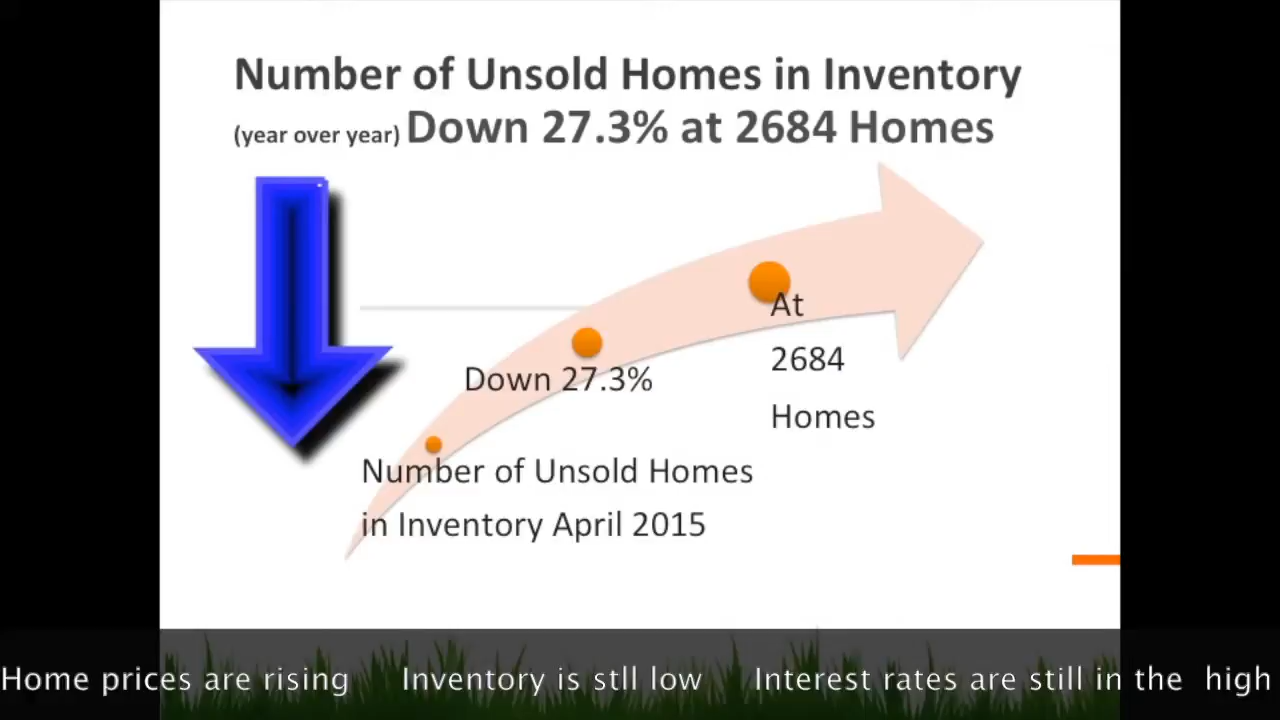 Number of Unsold Homes in Inventory
(year over year) Down 27.3% at 2684 Homes
At
2684
Homes
Down 27.3%
Number of Unsold Homes
in Inventory April 2015
Home prices are rising Inventory is stll low Interest rates are still in the high